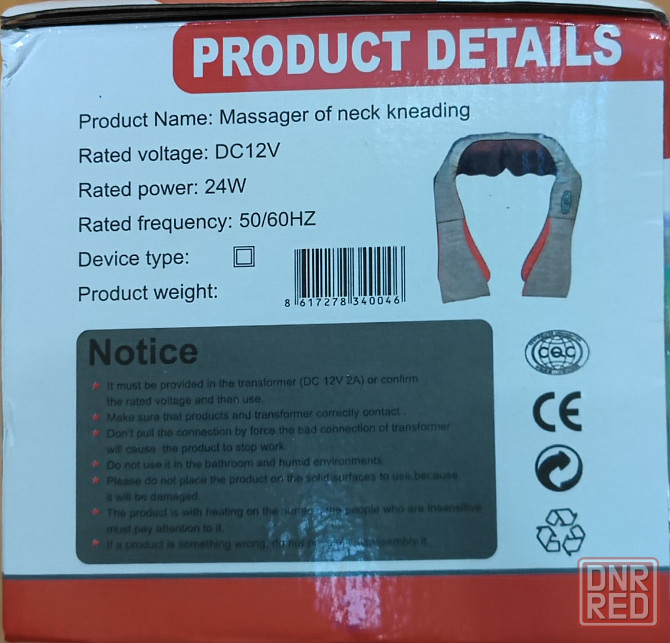 PRODUCT DETAILS
Product Name: Massager of neck kneading
Rated voltage: DC12V
Rated power: 24W
Rated frequency: 50/60HZ
Device type:
Product weight:
8 617278 340046
Notice
It must be provided in the transformer (DC 12V 2A) or confirm
the rated voltage and then use.
Make sure that products and transformer correctly contact .
Don't pull the connection by force the bad connection of transformer
will cause the product to stop work.
Do not use it in the bathroom and humid environments.
Please do not place the product on the solid surfaces to use,because
it will be damaged.
The product is with heating on the the people who are insensitive
must pay attention to it.
If a product is something wrong, do not it.
CQC
CE
DNR
RED